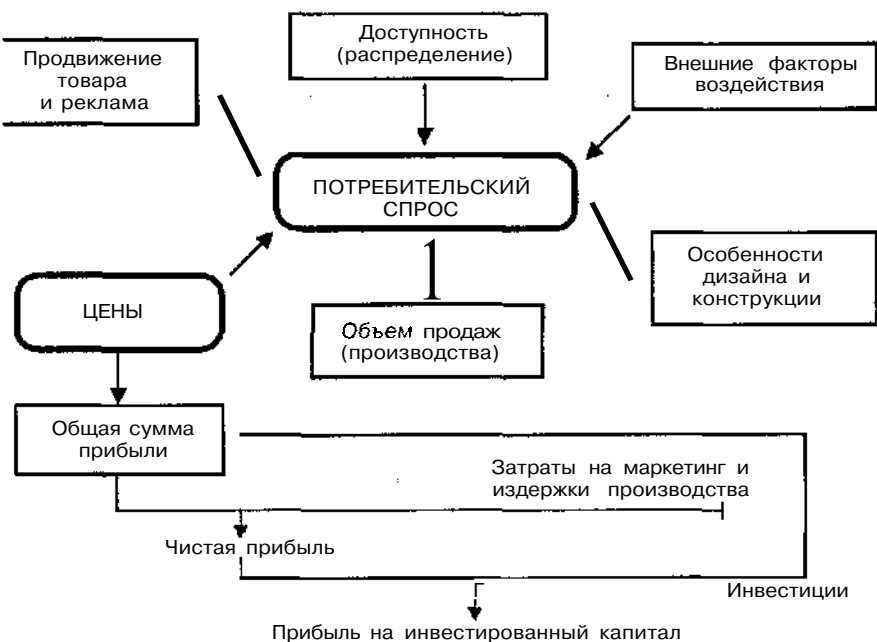 Доступность
(распределение)
Продвижение
товара
и реклама
Внешние факторы
воздействия
ПОТРЕБИТЕЛЬСКИЙ
СПРОС
Особенности
дизайна и
конструкции
ЦЕНЫ
Объем продаж
(производства)
Общая сумма
прибыли
Затраты на маркетинг и
издержки производства
Чистая прибыль
Инвестиции
Прибыль на инвестированный капитал